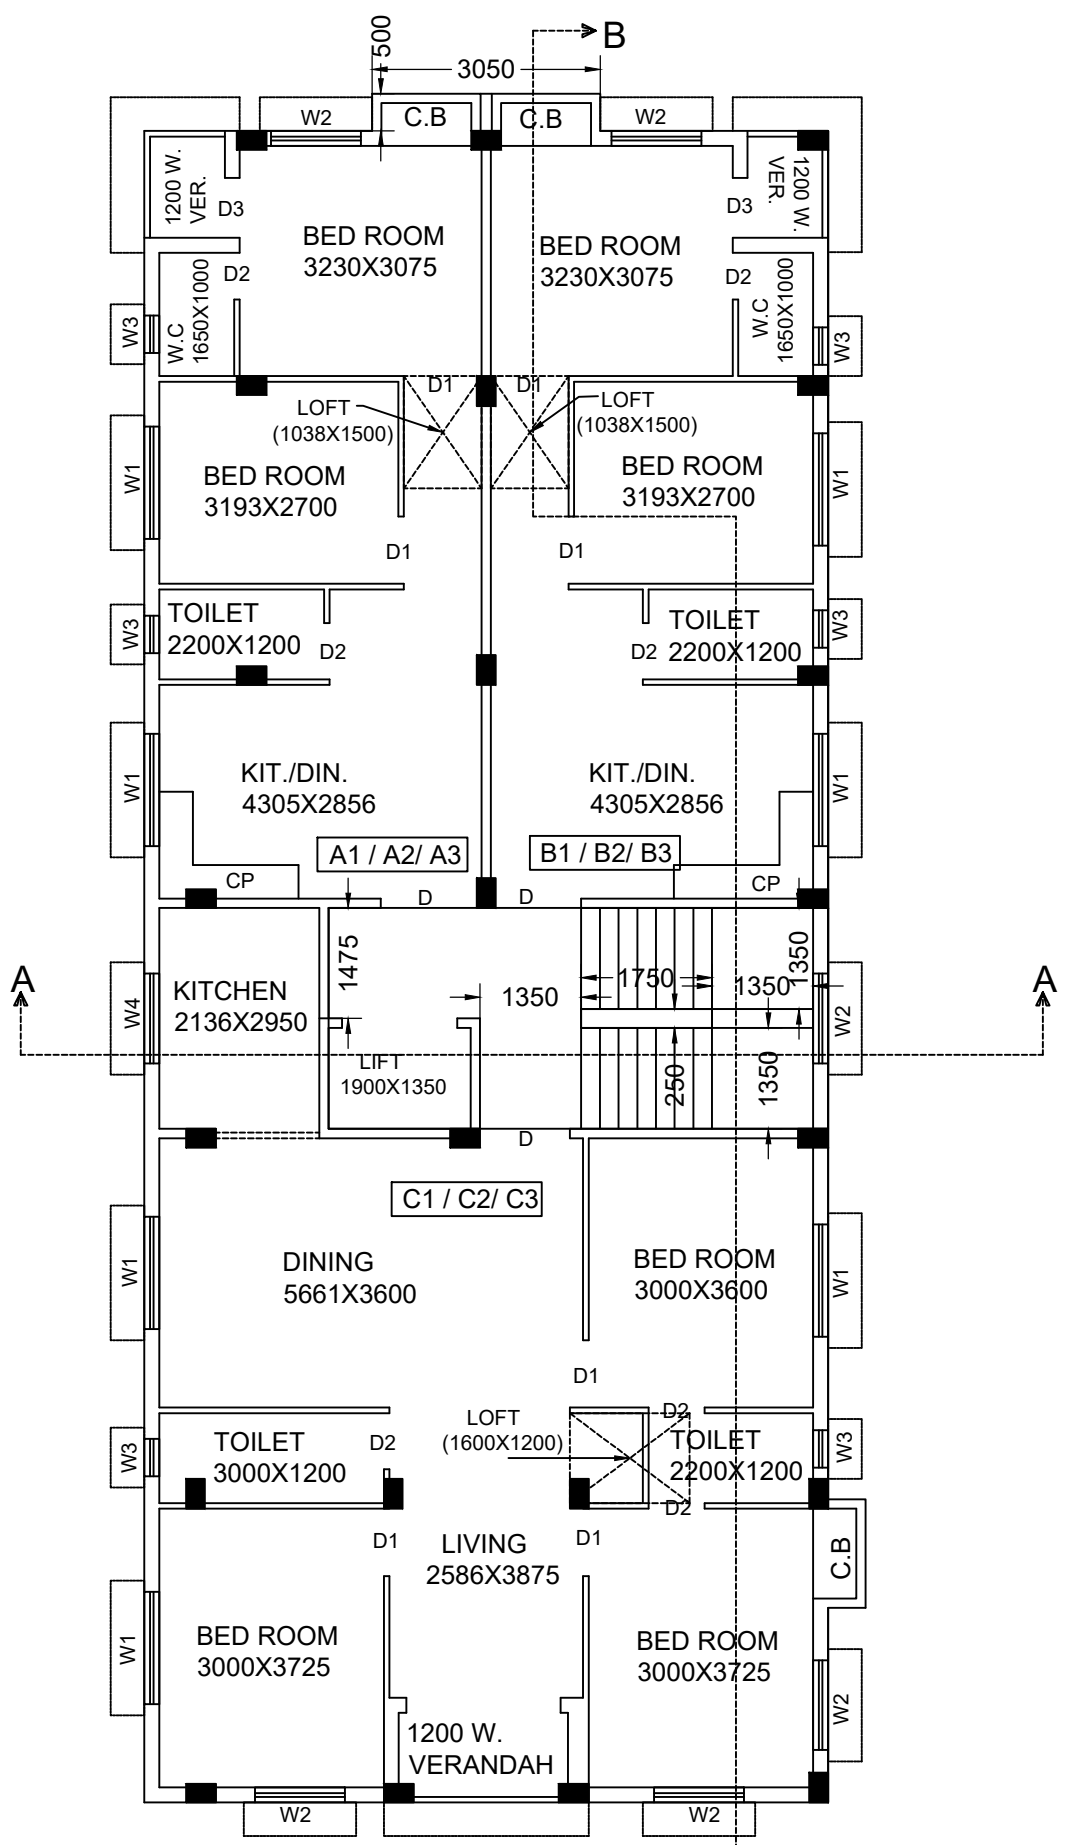 500
B
3050
W2
C.B
C.B
W2
1200 W.
VER.
D3
BED ROOM
3230X3075
BED ROOM
3230X3075
D3
1200 W.
VER.
D2
W.C
1650X1000
D2
W.C
1650X1000
W3
W3
D1
D1
LOFT
(1038X1500)
LOFT
(1038X1500)
W1
BED ROOM
3193X2700
BED ROOM
3193X2700
W1
D1
D1
W3
TOILET
2200X1200
D2
D2
TOILET
2200X1200
W3
W1
KIT./DIN.
4305X2856
KIT./DIN.
4305X2856
W1
A1 / A2/ A3
B1 / B2/ B3
CP
D
D
CP
A
W4
KITCHEN
2136X2950
1475
1350
1750
1350
1350
W2
A
LIFT
1900X1350
250
1350
D
C1 / C2/ C3
W1
DINING
5661X3600
BED ROOM
3000X3600
W1
D1
W3
TOILET
3000X1200
D2
LOFT
(1600X1200)
D2
TOILET
2200X1200
W3
D2
D1
LIVING
2586X3875
D1
C.B
W1
BED ROOM
3000X3725
BED ROOM
3000X3725
W2
1200 W.
VERANDAH
W2
W2